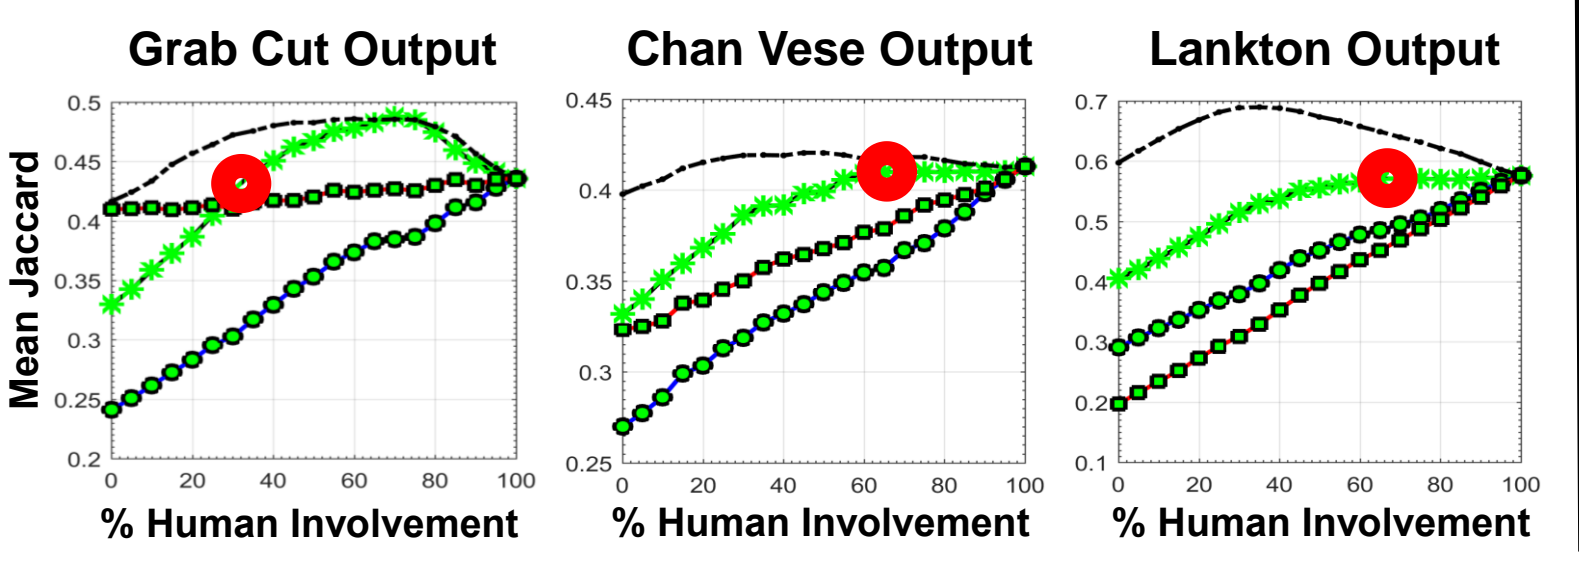 Grab Cut Output
Chan Vese Output
Lankton Output
Mean Jaccard
0.5
0.45
0.4
0.35
0.3
0.25
0.2
0 20 40 60 80 100
% Human Involvement
0.45
0.4
0.35
0.3
0.25
0 20 40 60 80 100
% Human Involvement
0.7
0.6
0.5
0.4
0.3
0.2
0.1
0 20 40 60 80 100
% Human Involvement